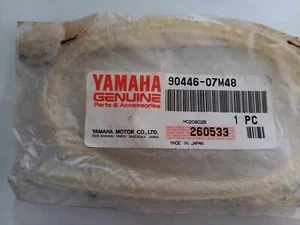 YAMAHA
GENUINE
Parts & Accessories
90446-07M48
YAMAHA MOTOR CO., LTD.
1 PC
260533
MADE IN JAPAN